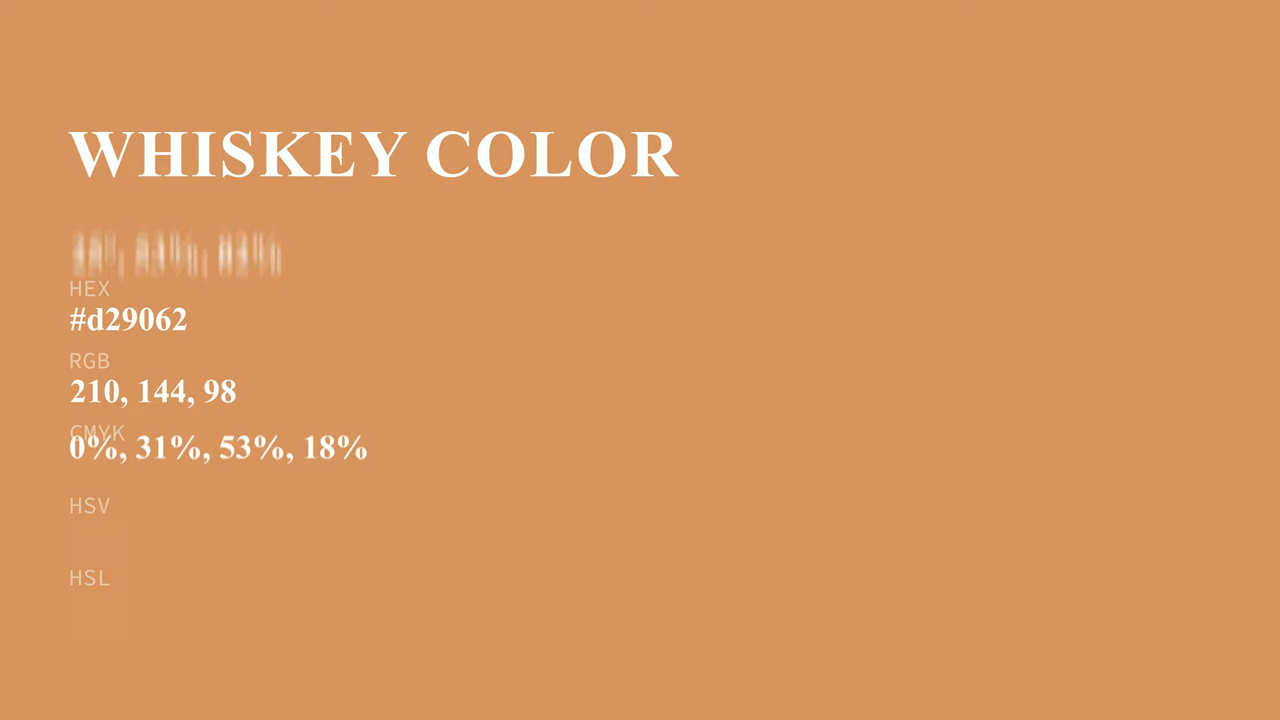 WHISKEY COLOR
HEX
#d29062
RGB
210, 144, 98
CMYK
0%, 31%, 53%, 18%
HSV
HSL